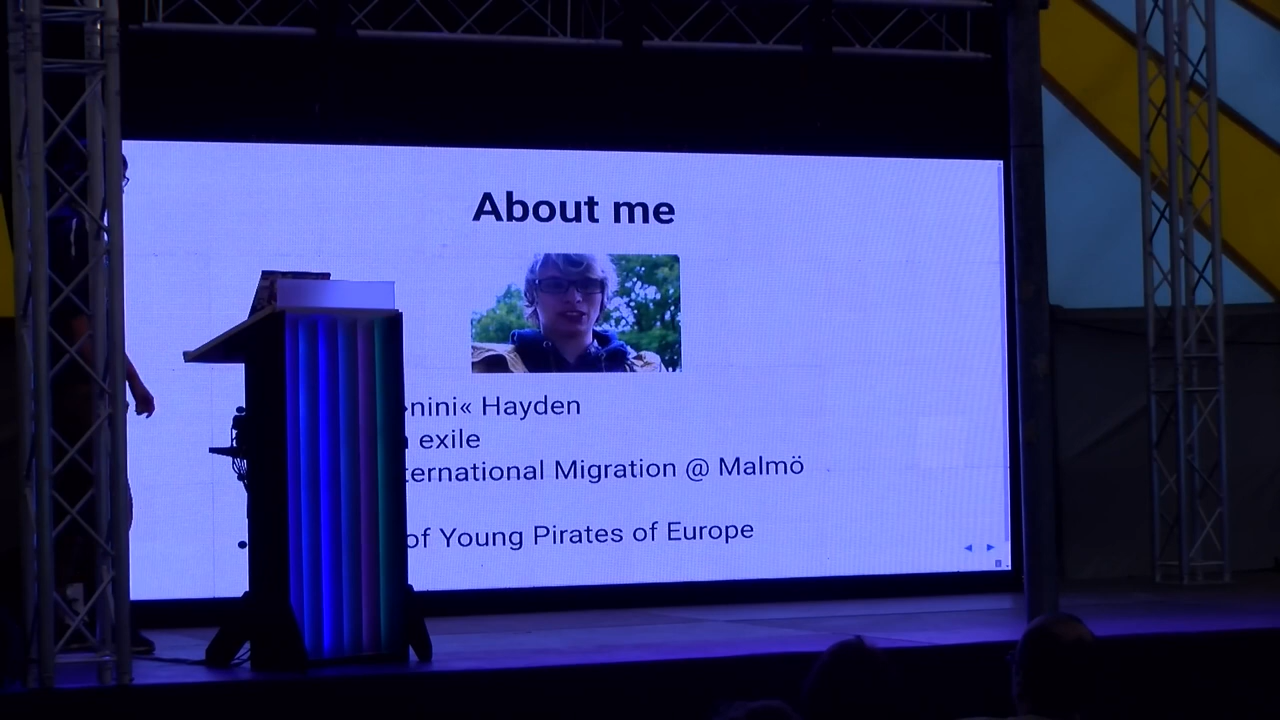 About me
nini« Hayden
exile
ternational Migration @ Malmö
of Young Pirates of Europe